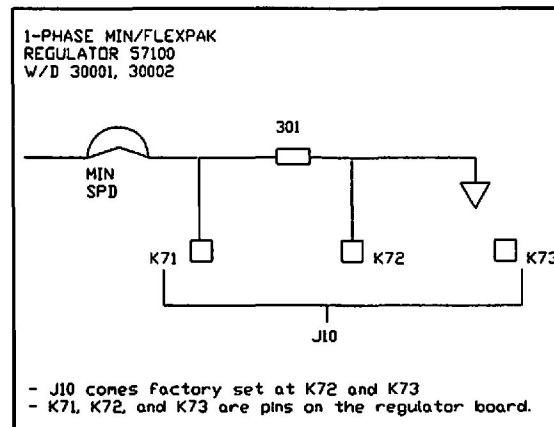 1-PHASE MIN/FLEXPAK
REGULATOR 57100
W/D 30001, 30002
301
MIN
SPD
K71
K72
K73
J10
- J10 comes factory set at K72 and K73
- K71, K72, and K73 are pins on the regulator board.